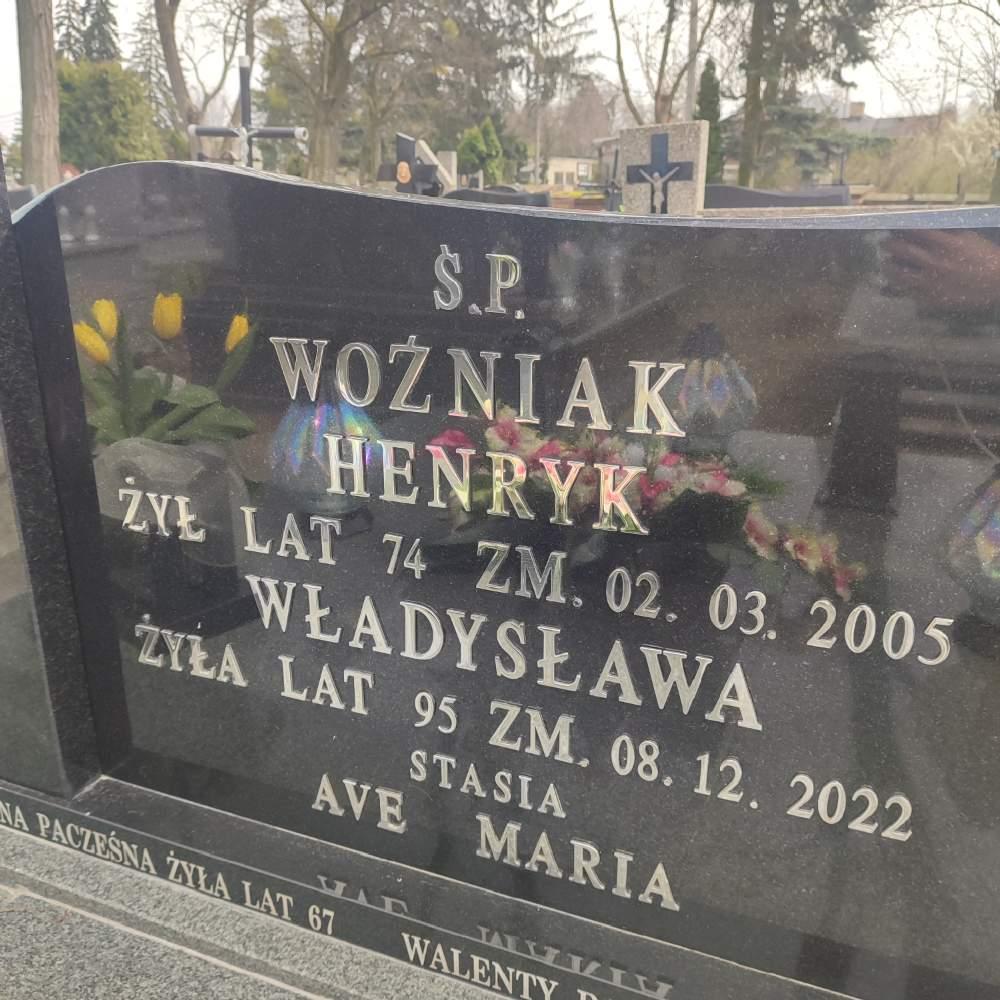 Ś.P.
WOŹNIAK
HENRYK
ŻYŁ LAT 74 ZM. 02. 03. 2005
WŁADYSŁAWA
ŻYŁA LAT 95 ZM. 08. 12. 2022
STASIA
AVE MARIA
PACZEŚNA ŻYŁA LAT 67 WALENTY